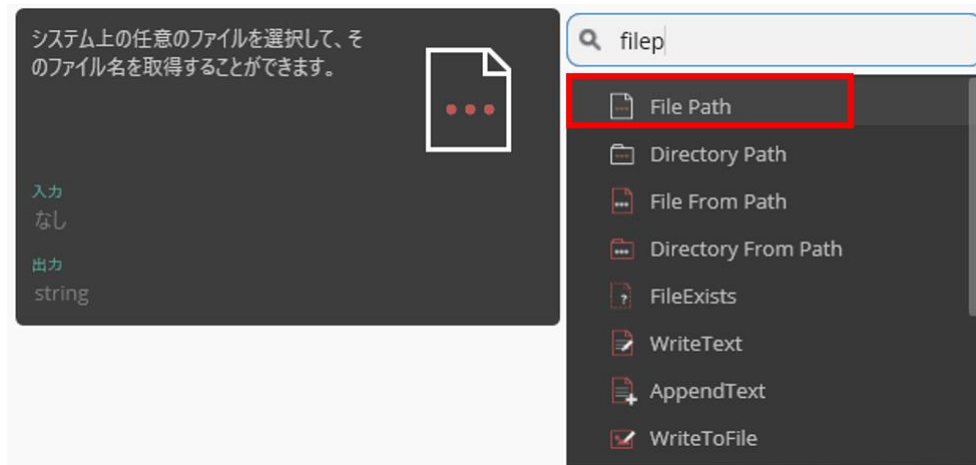 システム上の任意のファイルを選択して、そ
のファイル名を取得することができます。
入力
なし
出力
string
filep
File Path
Directory Path
File From Path
Directory From Path
FileExists
WriteText
AppendText
WriteToFile